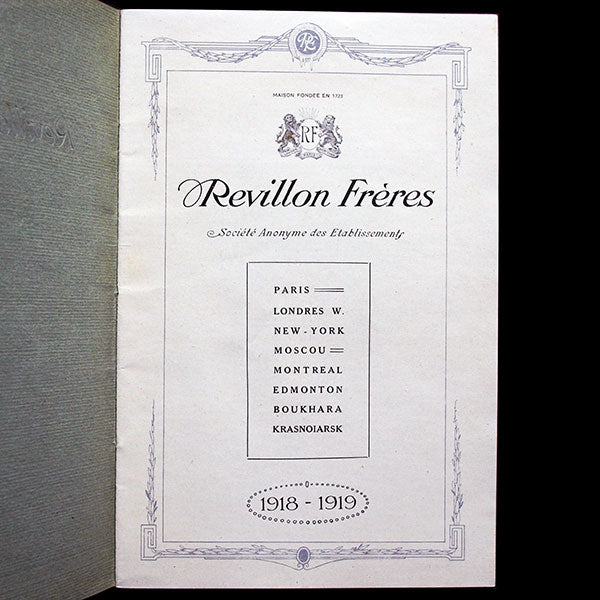 MAISON FONDÉE EN 1723
RF
Revillon Frères
Société Anonyme des Etablissements
PARIS
LONDRES W.
NEW-YORK
MOSCOU
MONTREAL
EDMONTON
BOUKHARA
KRASNOIARSK
1918 - 1919